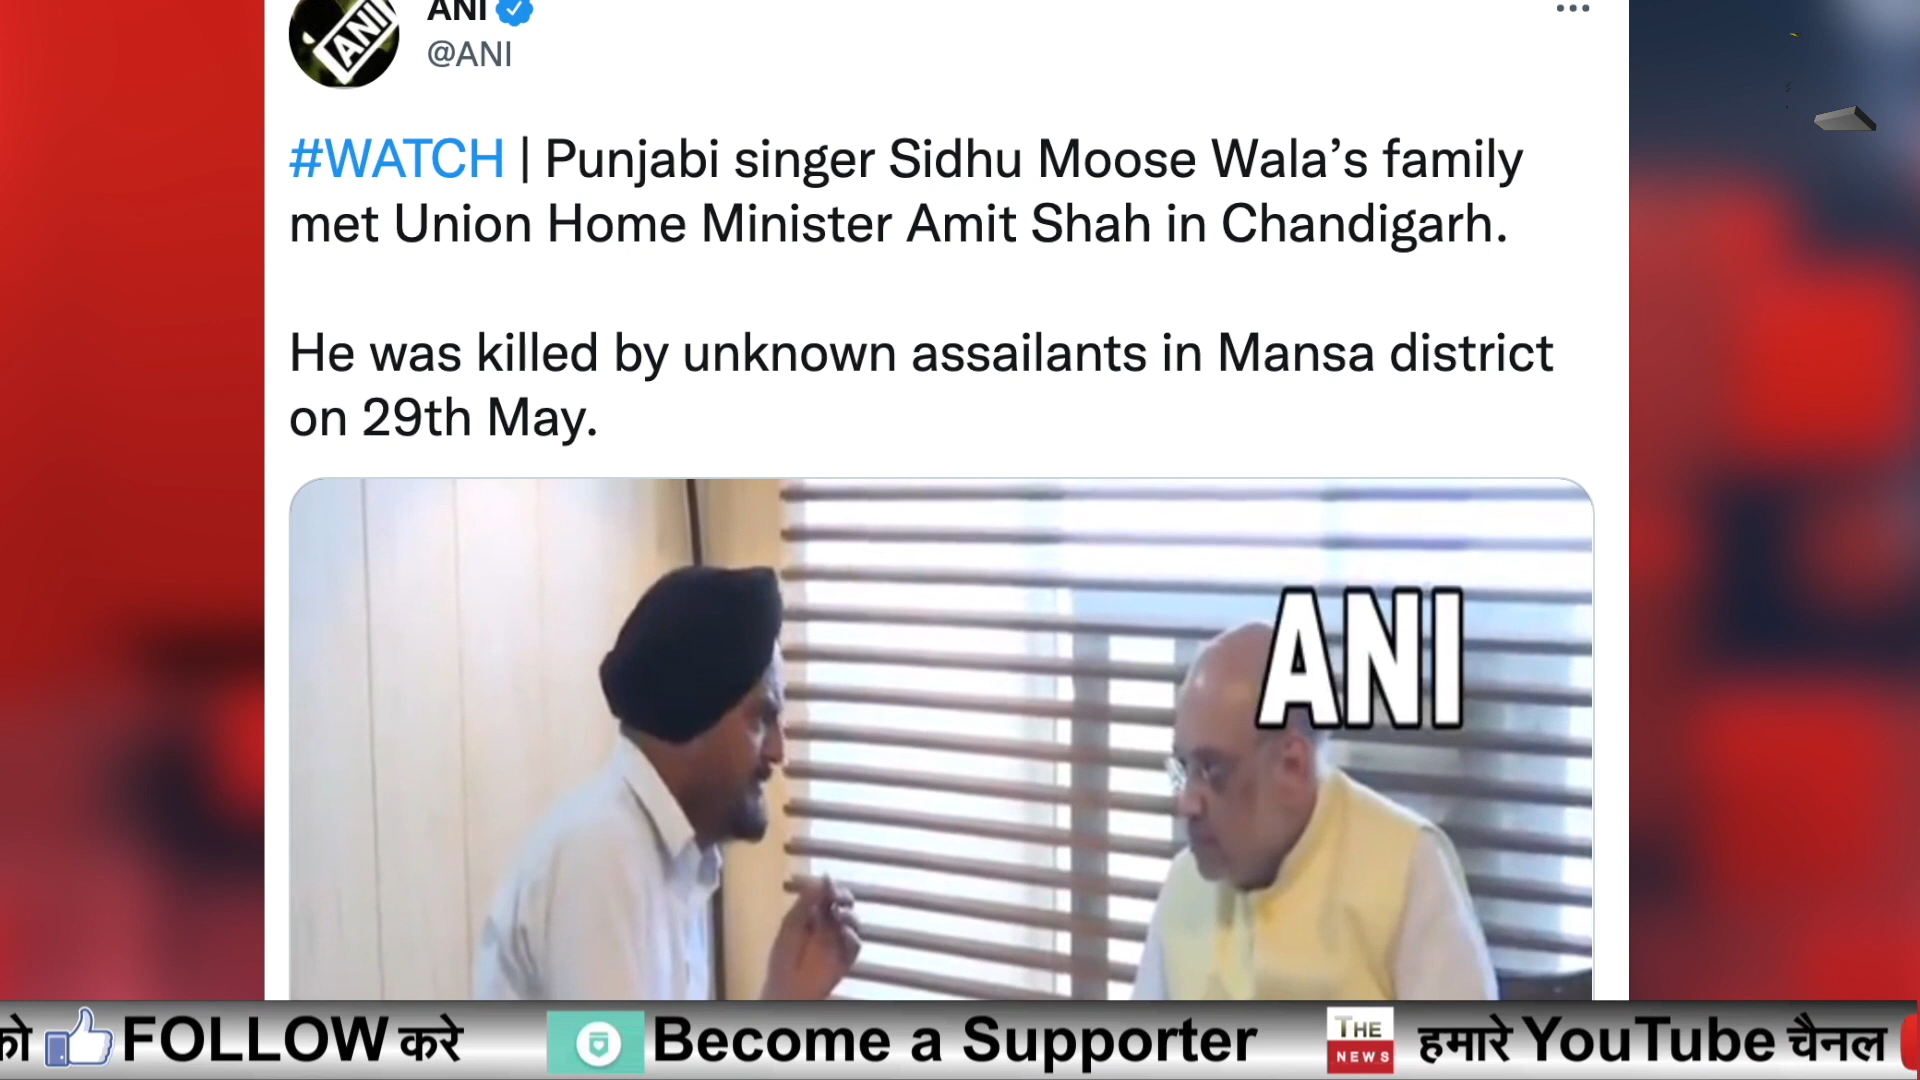 ANI
ANI
@ANI
#WATCH | Punjabi singer Sidhu Moose Wala’s family
met Union Home Minister Amit Shah in Chandigarh.
He was killed by unknown assailants in Mansa district
on 29th May.
ANI
को FOLLOW करे Become a Supporter THE NEWS हमारे YouTube चैनल